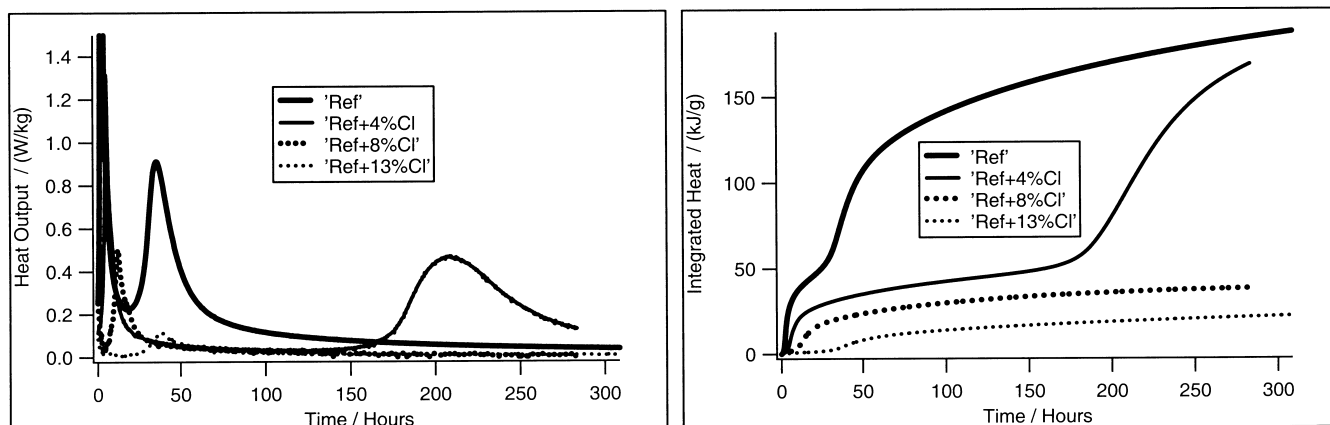 1.4
1.2
1.0
0.8
0.6
0.4
0.2
0.0
Heat Output / (W/kg)
'Ref'
'Ref+4%Cl
'Ref+8%Cl'
'Ref+13%Cl'
0 50 100 150 200 250 300
Time / Hours
150
100
50
0
Integrated Heat / (kJ/g)
'Ref'
'Ref+4%Cl
'Ref+8%Cl'
'Ref+13%Cl'
0 50 100 150 200 250 300
Time / Hours